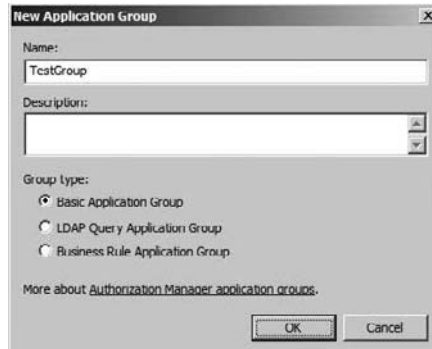 New Application Group
X
Name:
TestGroup
Description:
Group type:
Basic Application Group
LDAP Query Application Group
Business Rule Application Group
More about Authorization Manager application groups.
OK Cancel